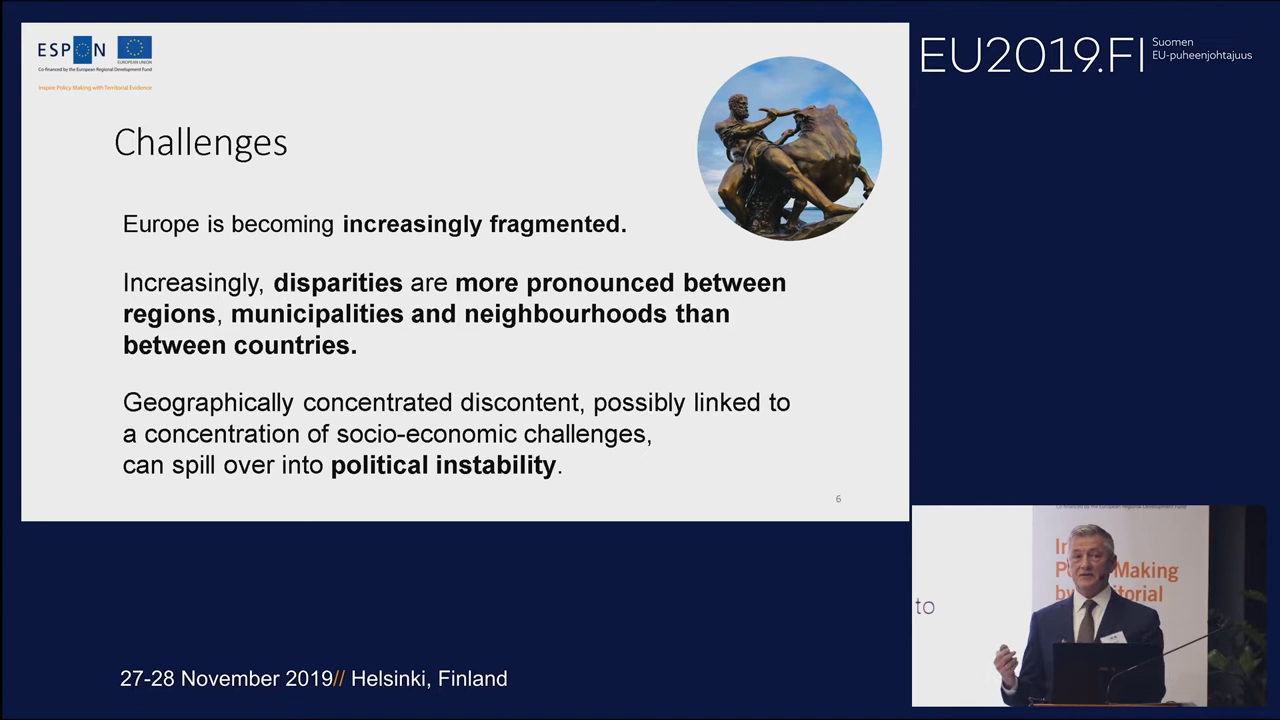 ESPON
EUROPEAN UNION
Co-financed by the European Regional Development Fund
Inspire Policy Making with Territorial Evidence
EU2019.FI
Suomen
EU-puheenjohtajuus
Challenges
Europe is becoming increasingly fragmented.
Increasingly, disparities are more pronounced between
regions, municipalities and neighbourhoods than
between countries.
Geographically concentrated discontent, possibly linked to
a concentration of socio-economic challenges,
can spill over into political instability.
6
to
Making
27-28 November 2019// Helsinki, Finland